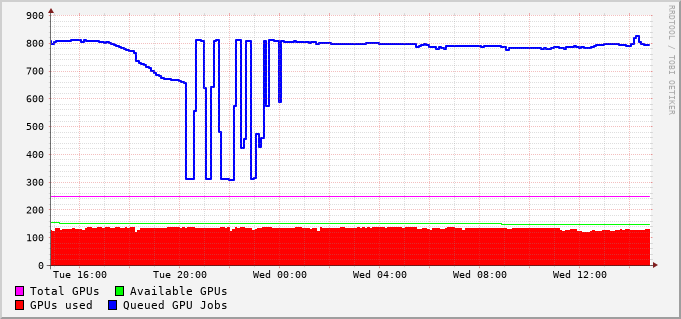 900
800
700
600
500
400
300
200
100
0
Tue 16:00 Tue 20:00 Wed 00:00 Wed 04:00 Wed 08:00 Wed 12:00
Total GPUs Available GPUs
GPUs used Queued GPU Jobs
RRDTOOL / TOBI OETIKER